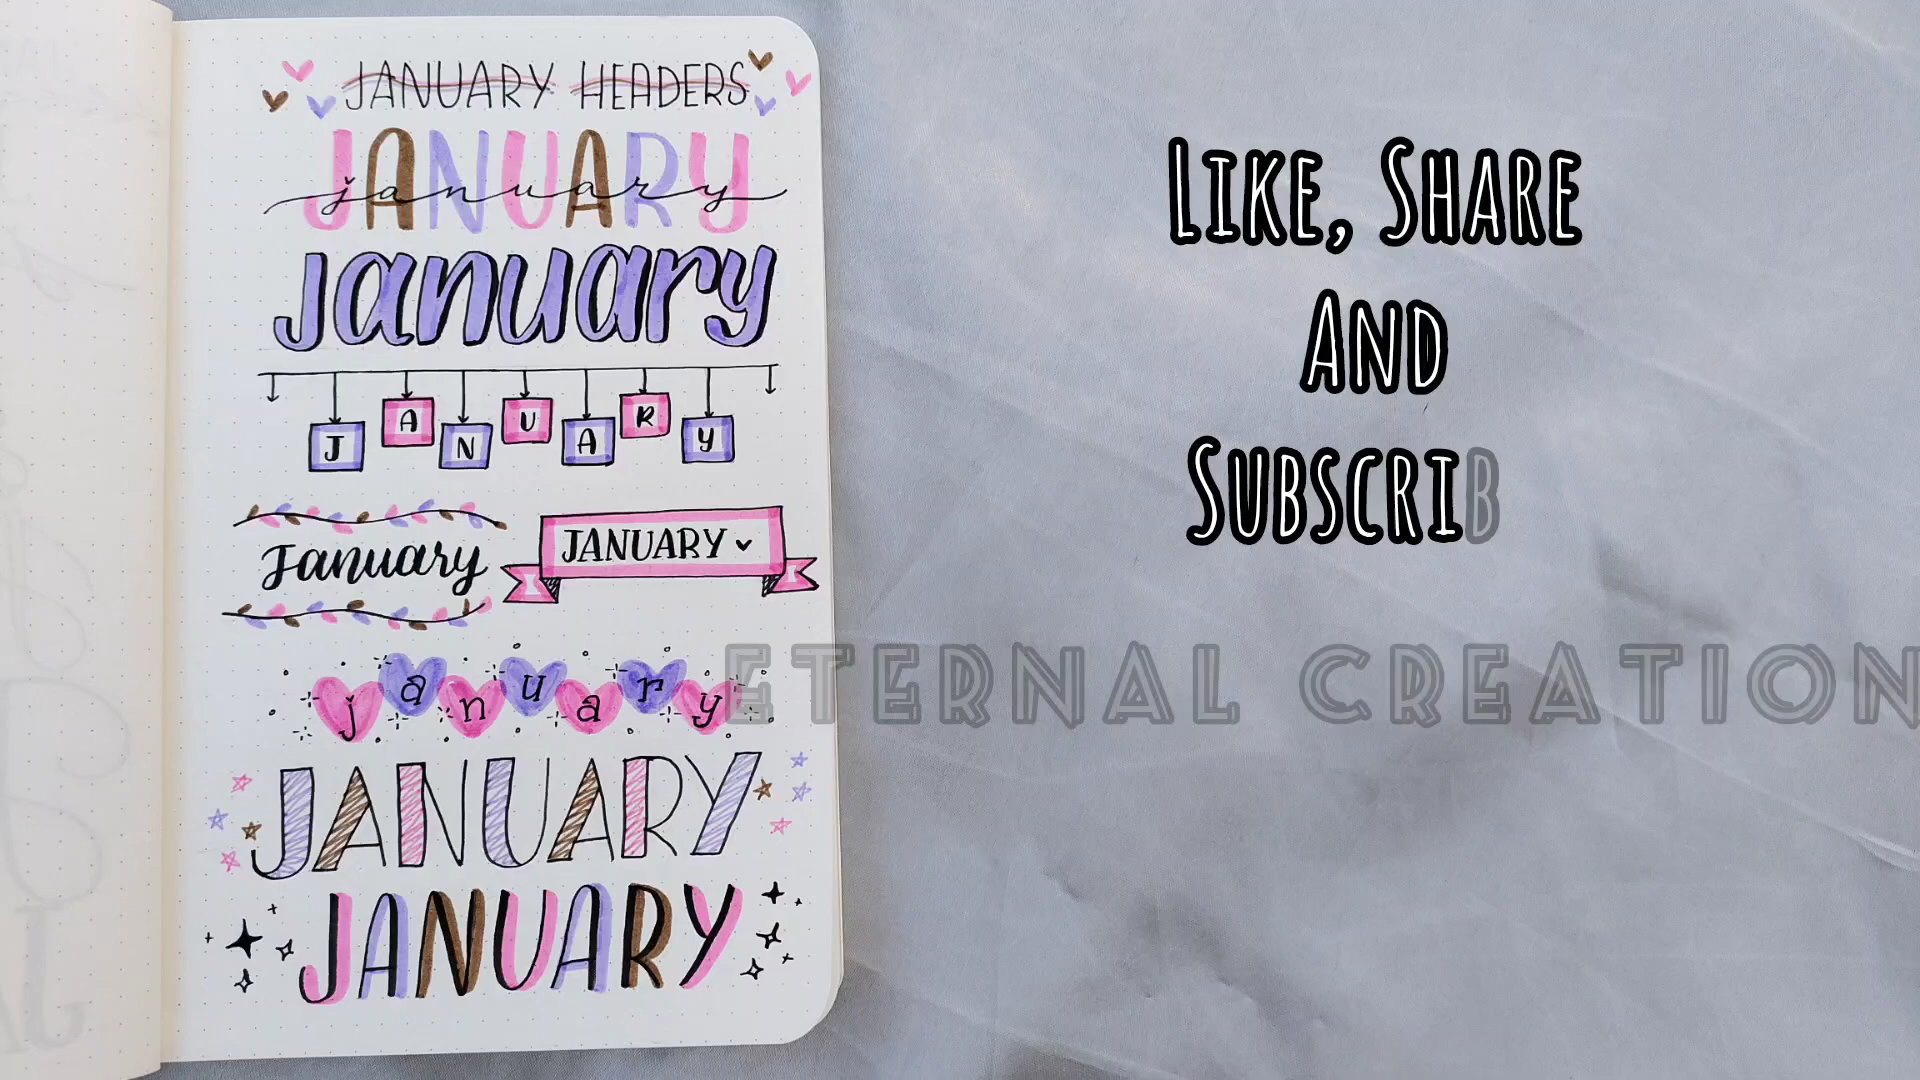 JANUARY HEADERS
JANUARY
january
january
JANUARY
January
JANUARY
january
JANUARY
JANUARY
LIKE, SHARE
AND
SUBSCRIB
ETERNAL CREATION